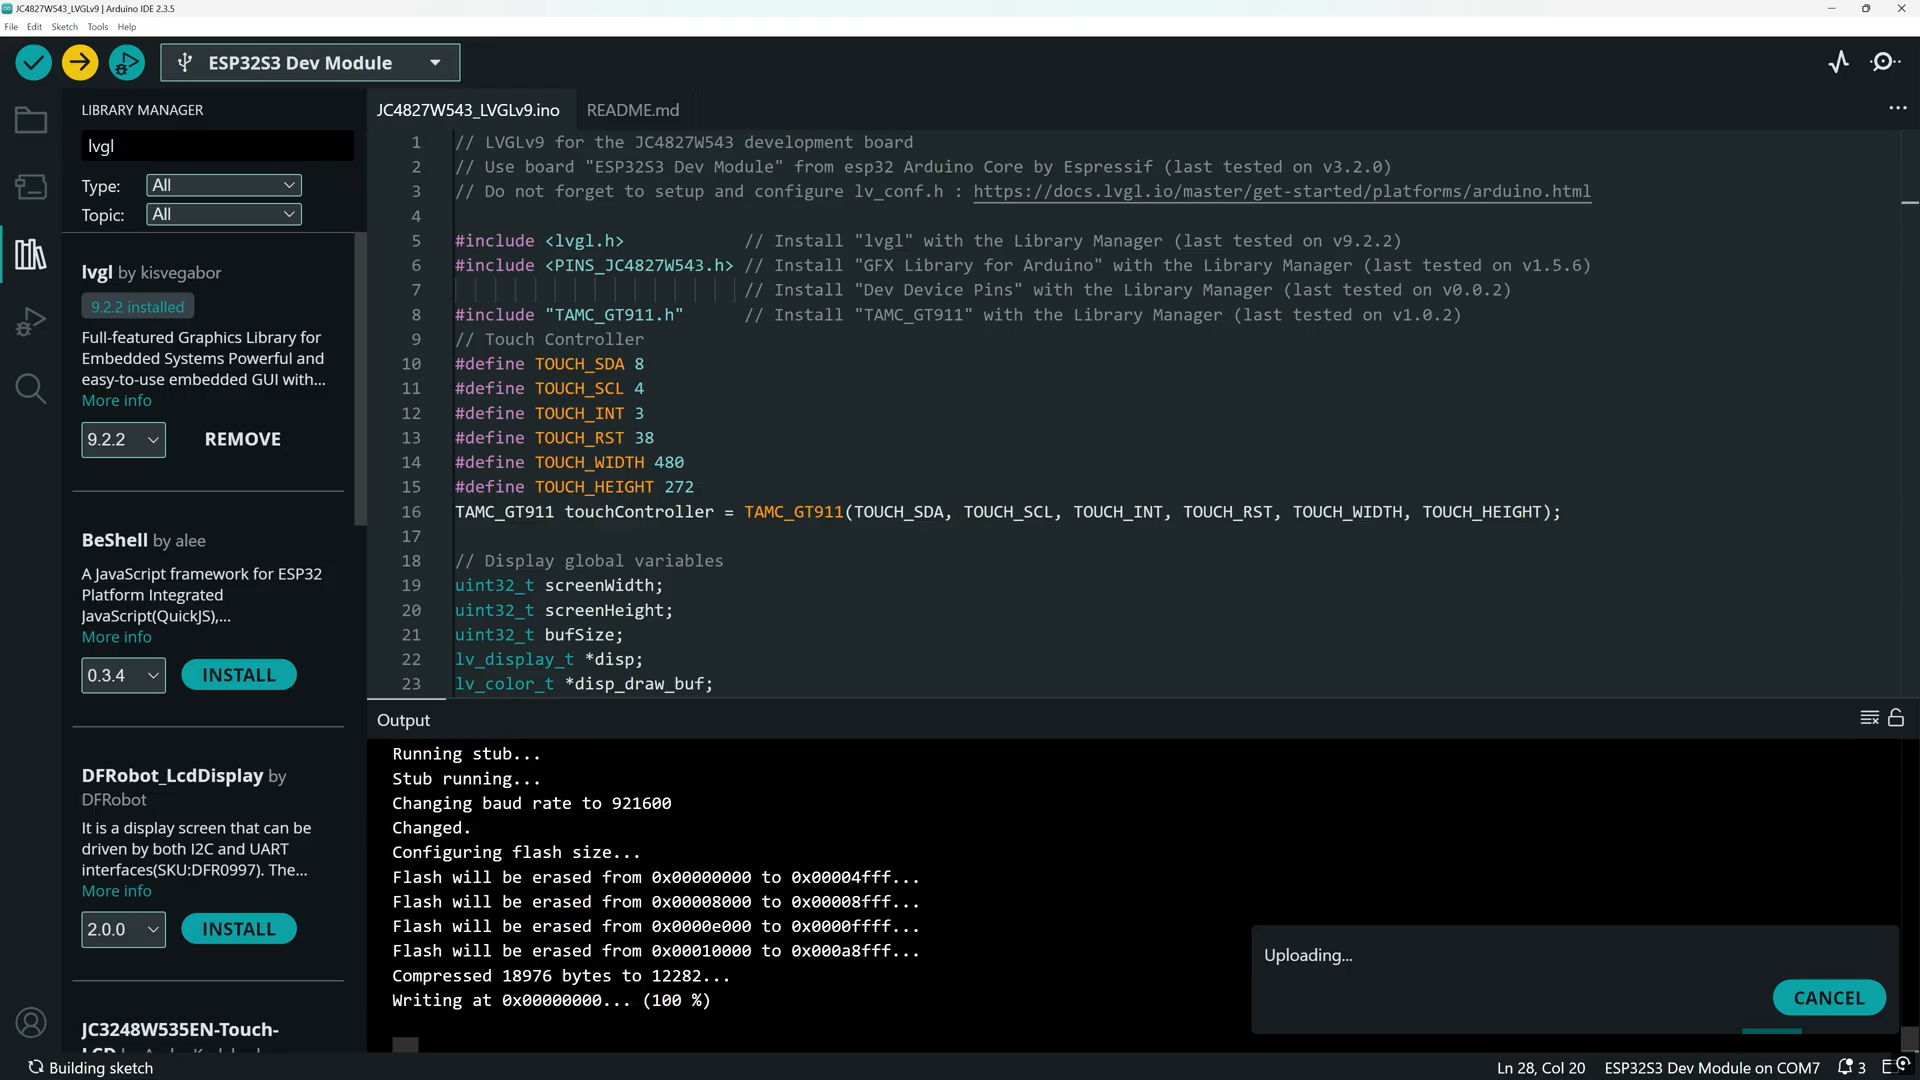 JC4827W543_LVGLv9 | Arduino IDE 2.3.5
File Edit Sketch Tools Help
ESP32S3 Dev Module
LIBRARY MANAGER
lvgl
Type: All
Topic: All
lvgl by kisvegabor
9.2.2 installed
Full-featured Graphics Library for
Embedded Systems Powerful and
easy-to-use embedded GUI with...
More info
9.2.2 REMOVE
BeShell by alee
A JavaScript framework for ESP32
Platform Integrated
JavaScript(QuickJS),...
More info
0.3.4 INSTALL
DFRobot_LcdDisplay by
DFRobot
It is a display screen that can be
driven by both I2C and UART
interfaces(SKU:DFR0997). The...
More info
2.0.0 INSTALL
JC3248W535EN-Touch-
JC4827W543_LVGLv9.ino README.md
1 // LVGLv9 for the JC4827W543 development board
2 // Use board "ESP32S3 Dev Module" from esp32 Arduino Core by Espressif (last tested on v3.2.0)
3 // Do not forget to setup and configure lv_conf.h : https://docs.lvgl.io/master/get-started/platforms/arduino.html
4
5 #include <lvgl.h> // Install "lvgl" with the Library Manager (last tested on v9.2.2)
6 #include <PINS_JC4827W543.h> // Install "GFX Library for Arduino" with the Library Manager (last tested on v1.5.6)
7 // Install "Dev Device Pins" with the Library Manager (last tested on v0.0.2)
8 #include "TAMC_GT911.h" // Install "TAMC_GT911" with the Library Manager (last tested on v1.0.2)
9 // Touch Controller
10 #define TOUCH_SDA 8
11 #define TOUCH_SCL 4
12 #define TOUCH_INT 3
13 #define TOUCH_RST 38
14 #define TOUCH_WIDTH 480
15 #define TOUCH_HEIGHT 272
16 TAMC_GT911 touchController = TAMC_GT911(TOUCH_SDA, TOUCH_SCL, TOUCH_INT, TOUCH_RST, TOUCH_WIDTH, TOUCH_HEIGHT);
17
18 // Display global variables
19 uint32_t screenWidth;
20 uint32_t screenHeight;
21 uint32_t bufSize;
22 lv_display_t *disp;
23 lv_color_t *disp_draw_buf;
Output
Running stub...
Stub running...
Changing baud rate to 921600
Changed.
Configuring flash size...
Flash will be erased from 0x00000000 to 0x00004fff...
Flash will be erased from 0x00008000 to 0x00008fff...
Flash will be erased from 0x0000e000 to 0x0000ffff...
Flash will be erased from 0x00010000 to 0x000a8fff...
Compressed 18976 bytes to 12282...
Writing at 0x00000000... (100 %)
Uploading...
CANCEL
Building sketch
Ln 28, Col 20 ESP32S3 Dev Module on COM7 3